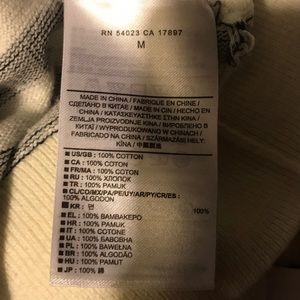 RN 54023 CA 17897
M
MADE IN CHINA / FABRIQUE EN CHINE /
СДЕЛАНО В КИТАЕ / MADE IN CIN / HECHO EN
CHINA / ΚΑΤΑΣΚΕΥΑΣΤΗΚΕ ΣΤΗΝ ΚΙΝΑ /
ZEMLJA PROIZVODNJE KINA / ВИРОБЛЕНО В
КИТАЇ / WYPRODUKOWANO W CHINACH /
FABRICADO NA CHINA / SZÁRMAZÁSI HELY:
KÍNA / 中国製
US/GB : 100% COTTON
CA : 100% COTTON
FR/MA : 100% COTON
RU : 100% ХЛОПОК
TR : 100% PAMUK
CL/CO/MX/PA/PE/UY/AR/PY/CR/ES :
100% ALGODON
KR : 면 100%
EL : 100% ΒΑΜΒΑΚΕΡΟ
HR : 100% PAMUK
IT : 100% COTONE
UA : 100% БАВОВНА
PL : 100% BAWEŁNA
BR : 100% ALGODÃO
HU : 100% PAMUT
JP : 100% 綿